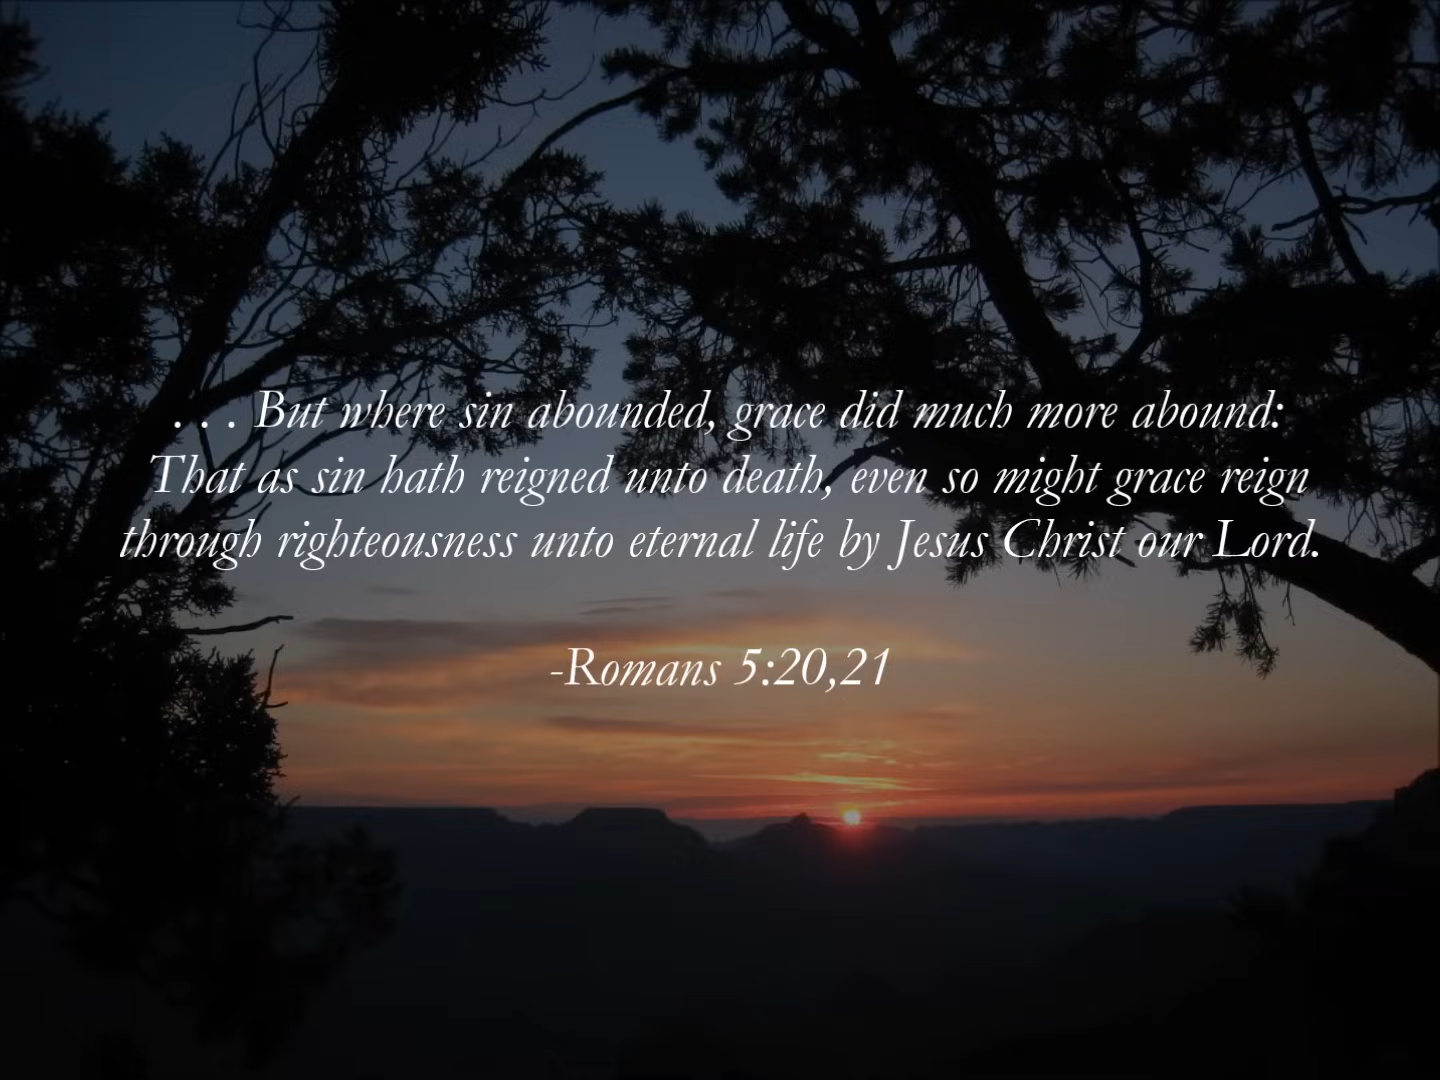 . . . But where sin abounded, grace did much more abound:
That as sin hath reigned unto death, even so might grace reign
through righteousness unto eternal life by Jesus Christ our Lord.
-Romans 5:20,21